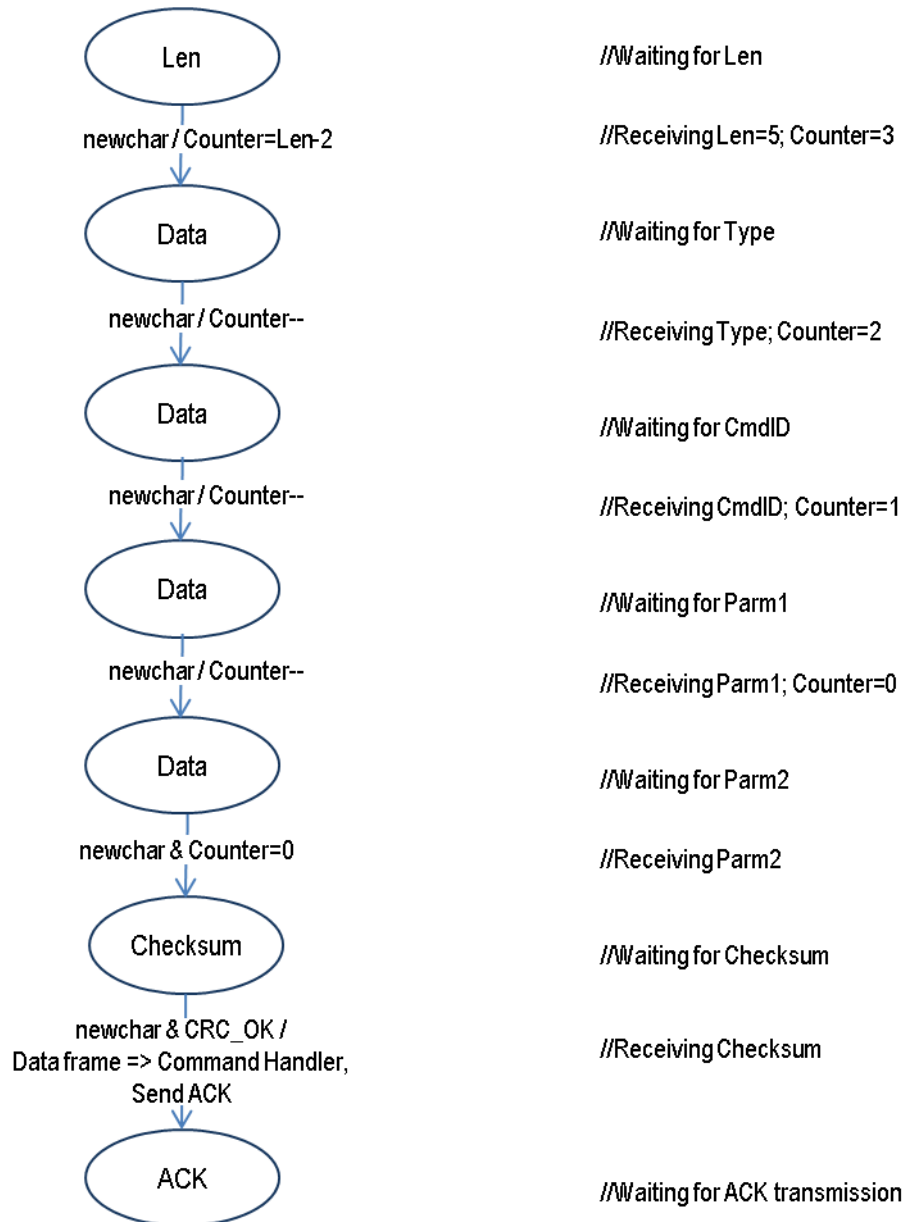 Len
//Waiting for Len
newchar / Counter=Len-2
//Receiving Len=5; Counter=3
Data
//Waiting for Type
newchar / Counter--
//Receiving Type; Counter=2
Data
//Waiting for CmdID
newchar / Counter--
//Receiving CmdID; Counter=1
Data
//Waiting for Parm1
newchar / Counter--
//Receiving Parm1; Counter=0
Data
//Waiting for Parm2
newchar & Counter=0
//Receiving Parm2
Checksum
//Waiting for Checksum
newchar & CRC_OK /
Data frame => Command Handler,
Send ACK
//Receiving Checksum
ACK
//Waiting for ACK transmission